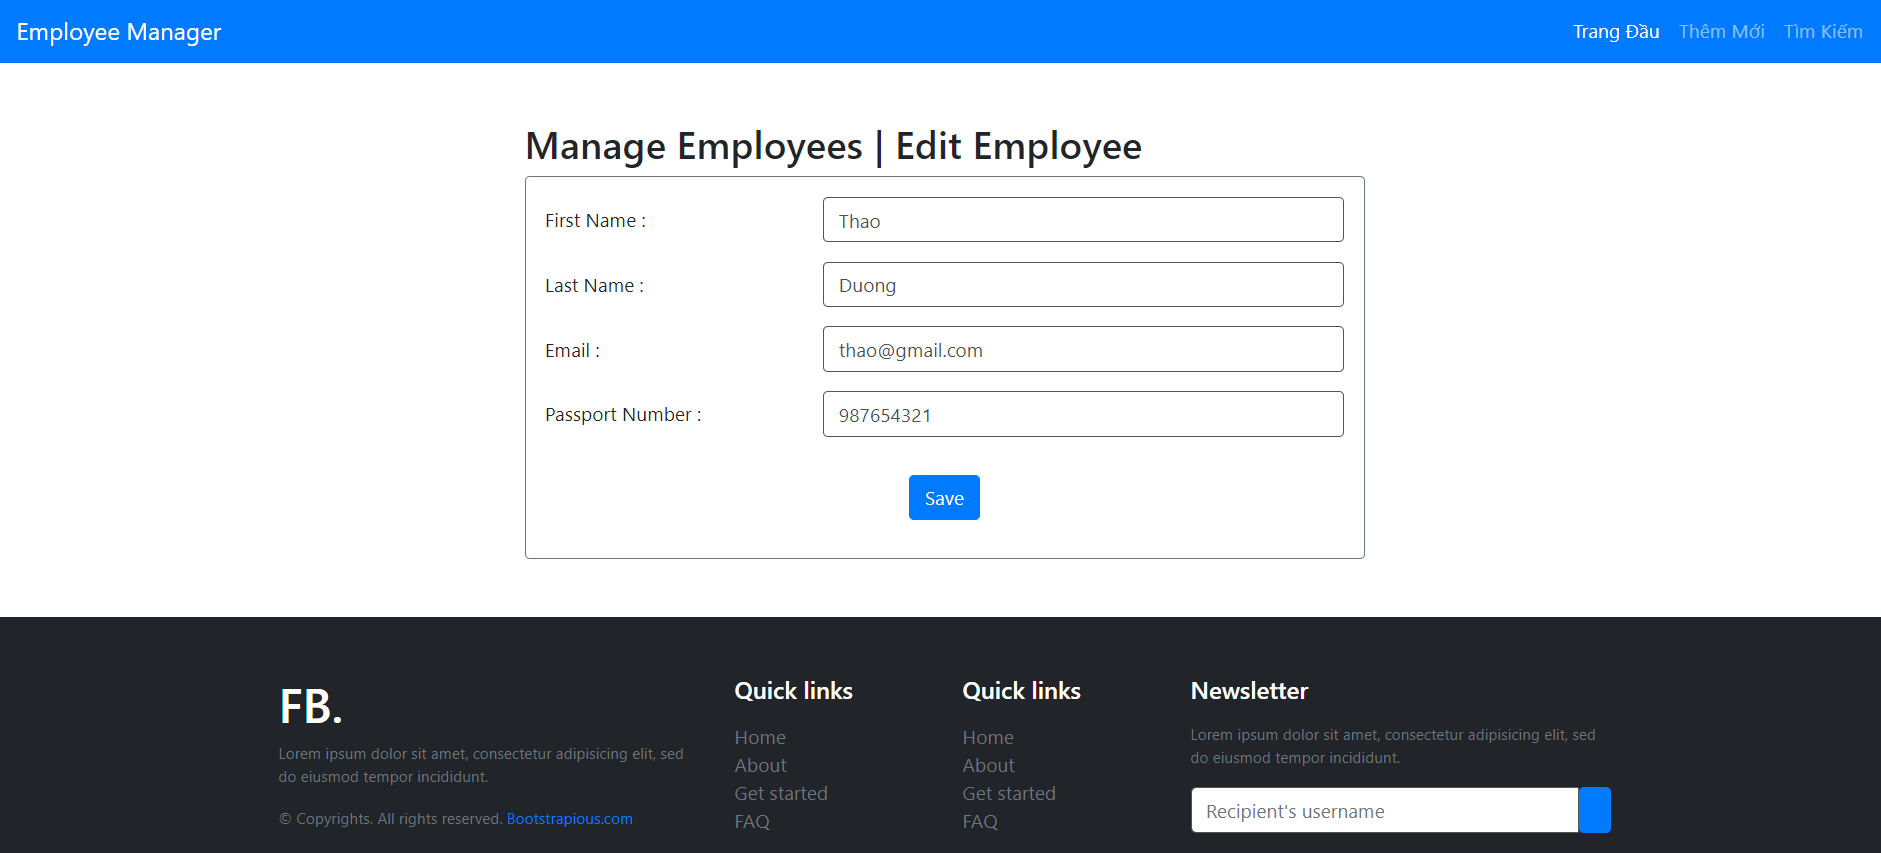 Employee Manager
Trang Đầu Thêm Mới Tìm Kiếm
Manage Employees | Edit Employee
First Name : Thao
Last Name : Duong
Email : thao@gmail.com
Passport Number : 987654321
Save
FB.
Lorem ipsum dolor sit amet, consectetur adipisicing elit, sed
do eiusmod tempor incididunt.
© Copyrights. All rights reserved. Bootstrapious.com
Quick links
Home
About
Get started
FAQ
Quick links
Home
About
Get started
FAQ
Newsletter
Lorem ipsum dolor sit amet, consectetur adipisicing elit, sed
do eiusmod tempor incididunt.
Recipient's username